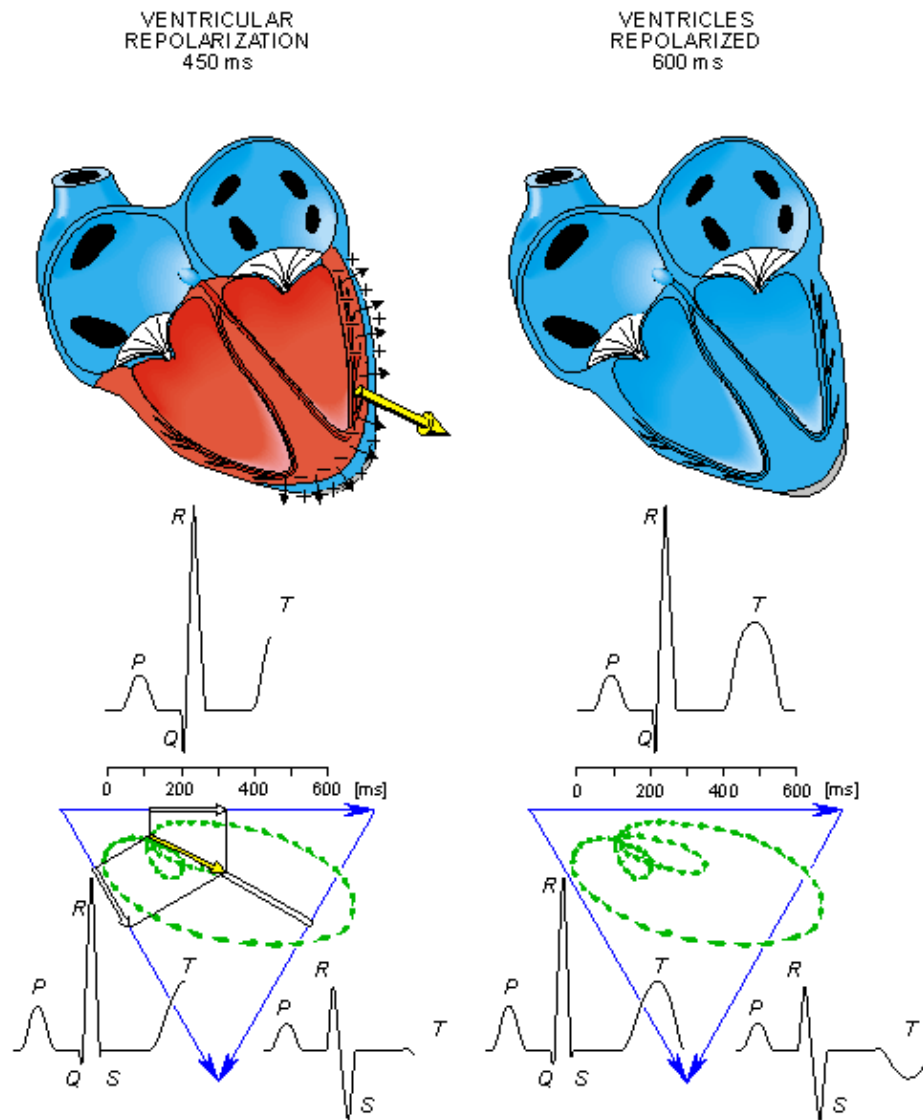 VENTRICULAR
REPOLARIZATION
450 ms
VENTRICLES
REPOLARIZED
600 ms
R
T
P
Q
R
T
P
Q
0 200 400 600 [ms]
0 200 400 600 [ms]
R
P
T
Q S
R
P
T
S
R
P
T
Q S
R
P
T
S